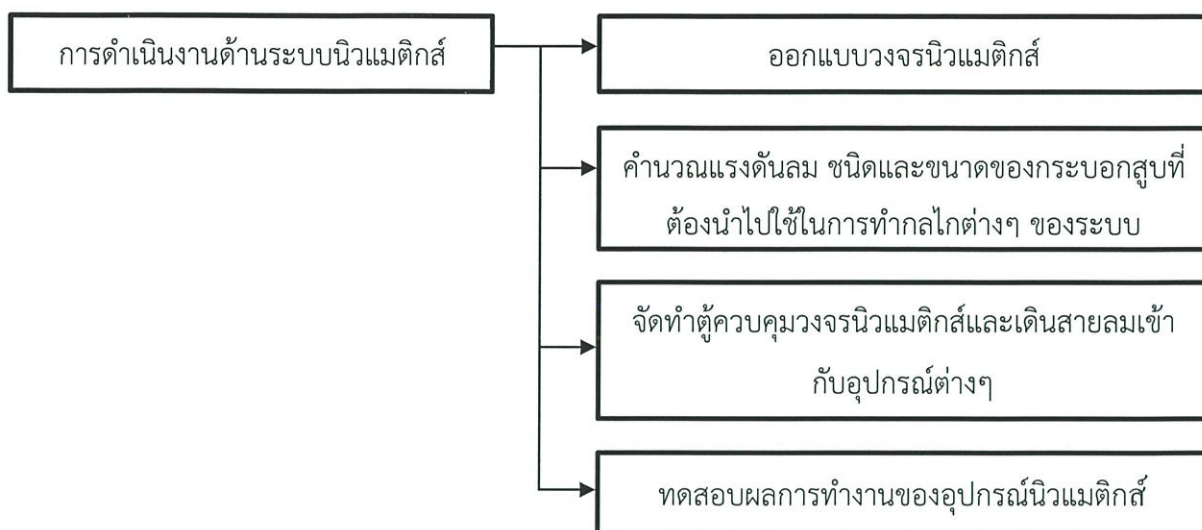 การดำเนินงานด้านระบบนิวแมติกส์
ออกแบบวงจรนิวแมติกส์
คำนวณแรงดันลม ชนิดและขนาดของกระบอกสูบที่
ต้องนำไปใช้ในการทำกลไกต่างๆ ของระบบ
จัดทำตู้ควบคุมวงจรนิวแมติกส์และเดินสายลมเข้า
กับอุปกรณ์ต่างๆ
ทดสอบผลการทำงานของอุปกรณ์นิวแมติกส์